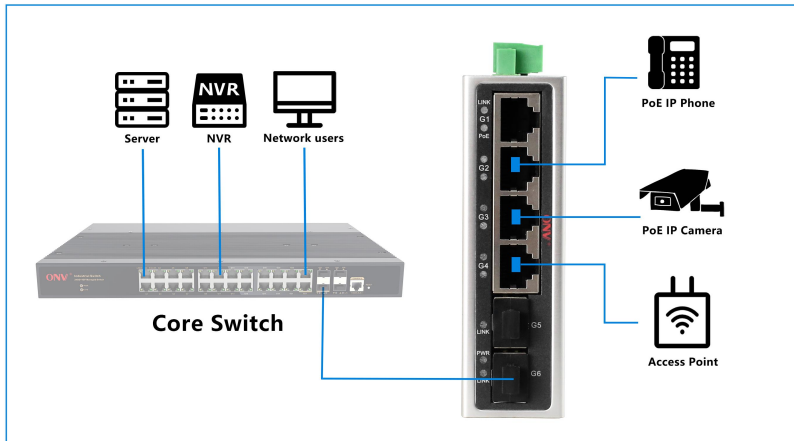 NVR
Server
NVR
Network users
ONV
Core Switch
LINK
G1
PoE
G2
G3
G4
ONV
LINK
G5
PWR
LINK
G6
PoE IP Phone
PoE IP Camera
Access Point